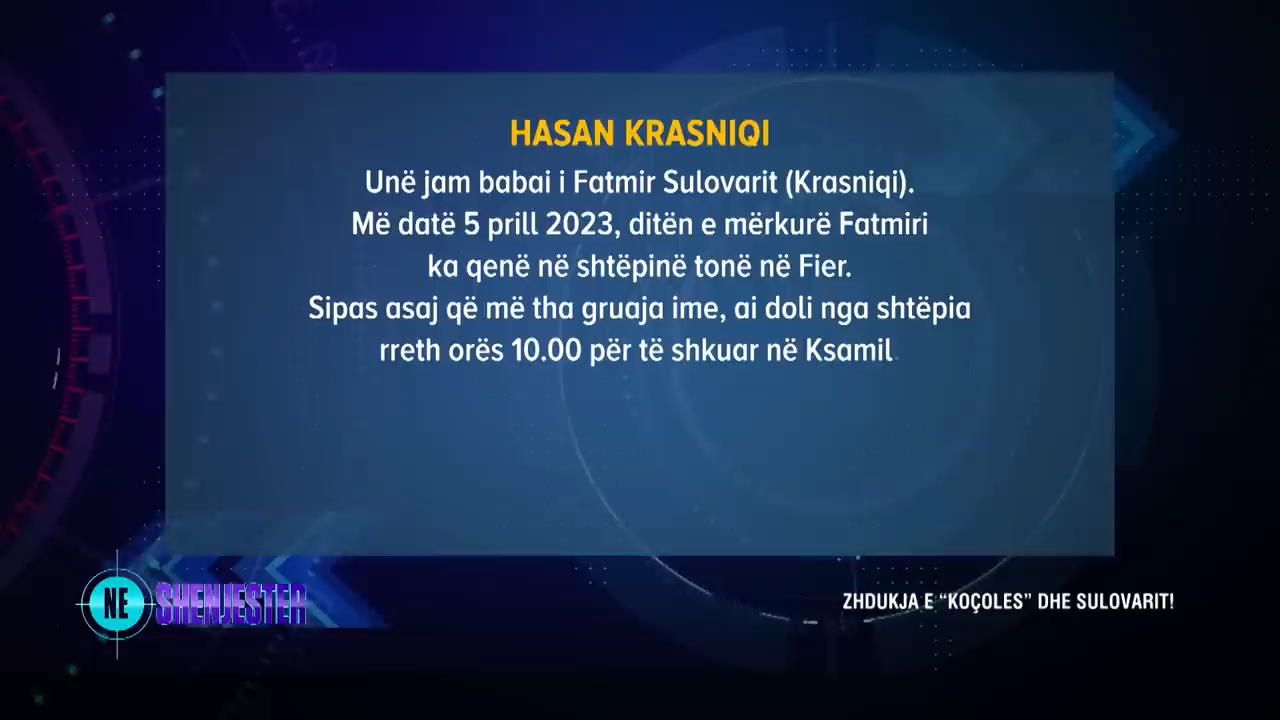 HASAN KRASNIQI
Unë jam babai i Fatmir Sulovarit (Krasniqi).
Më datë 5 prill 2023, ditën e mërkurë Fatmiri
ka qenë në shtëpinë tonë në Fier.
Sipas asaj që më tha gruaja ime, ai doli nga shtëpia
rreth orës 10.00 për të shkuar në Ksamil
NE SHENJESTER
ZHDUKJA E “KOÇOLES” DHE SULOVARIT!